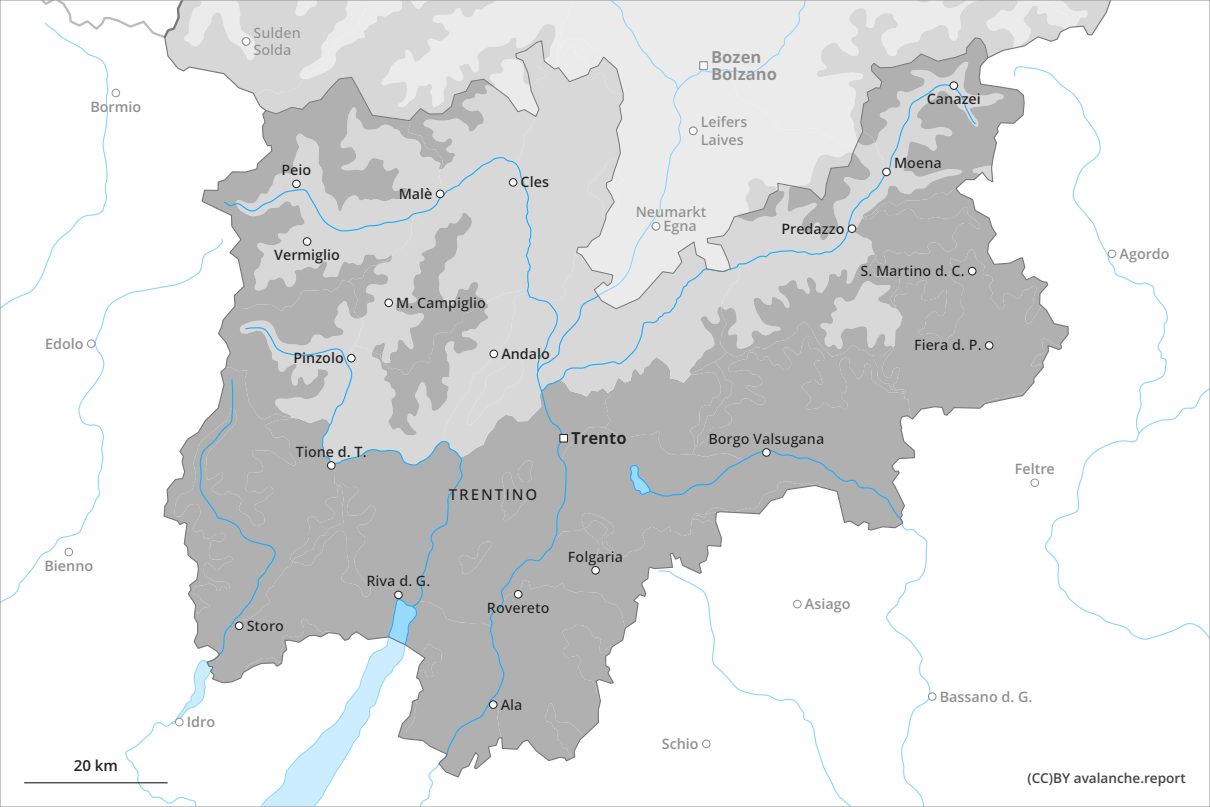 Sulden
Solda
Bozen
Bolzano
Bormio
Canazei
Leifers
Laives
Moena
Peio
Malè
Cles
Neumarkt
Egna
Predazzo
Vermiglio
Agordo
S. Martino d. C.
M. Campiglio
Edolo
Fiera d. P.
Pinzolo
Andalo
Trento
Borgo Valsugana
Tione d. T.
Feltre
TRENTINO
Folgaria
Bienno
Riva d. G.
Rovereto
Asiago
Storo
Bassano d. G.
Ala
Idro
Schio
20 km
(CC)BY avalanche.report